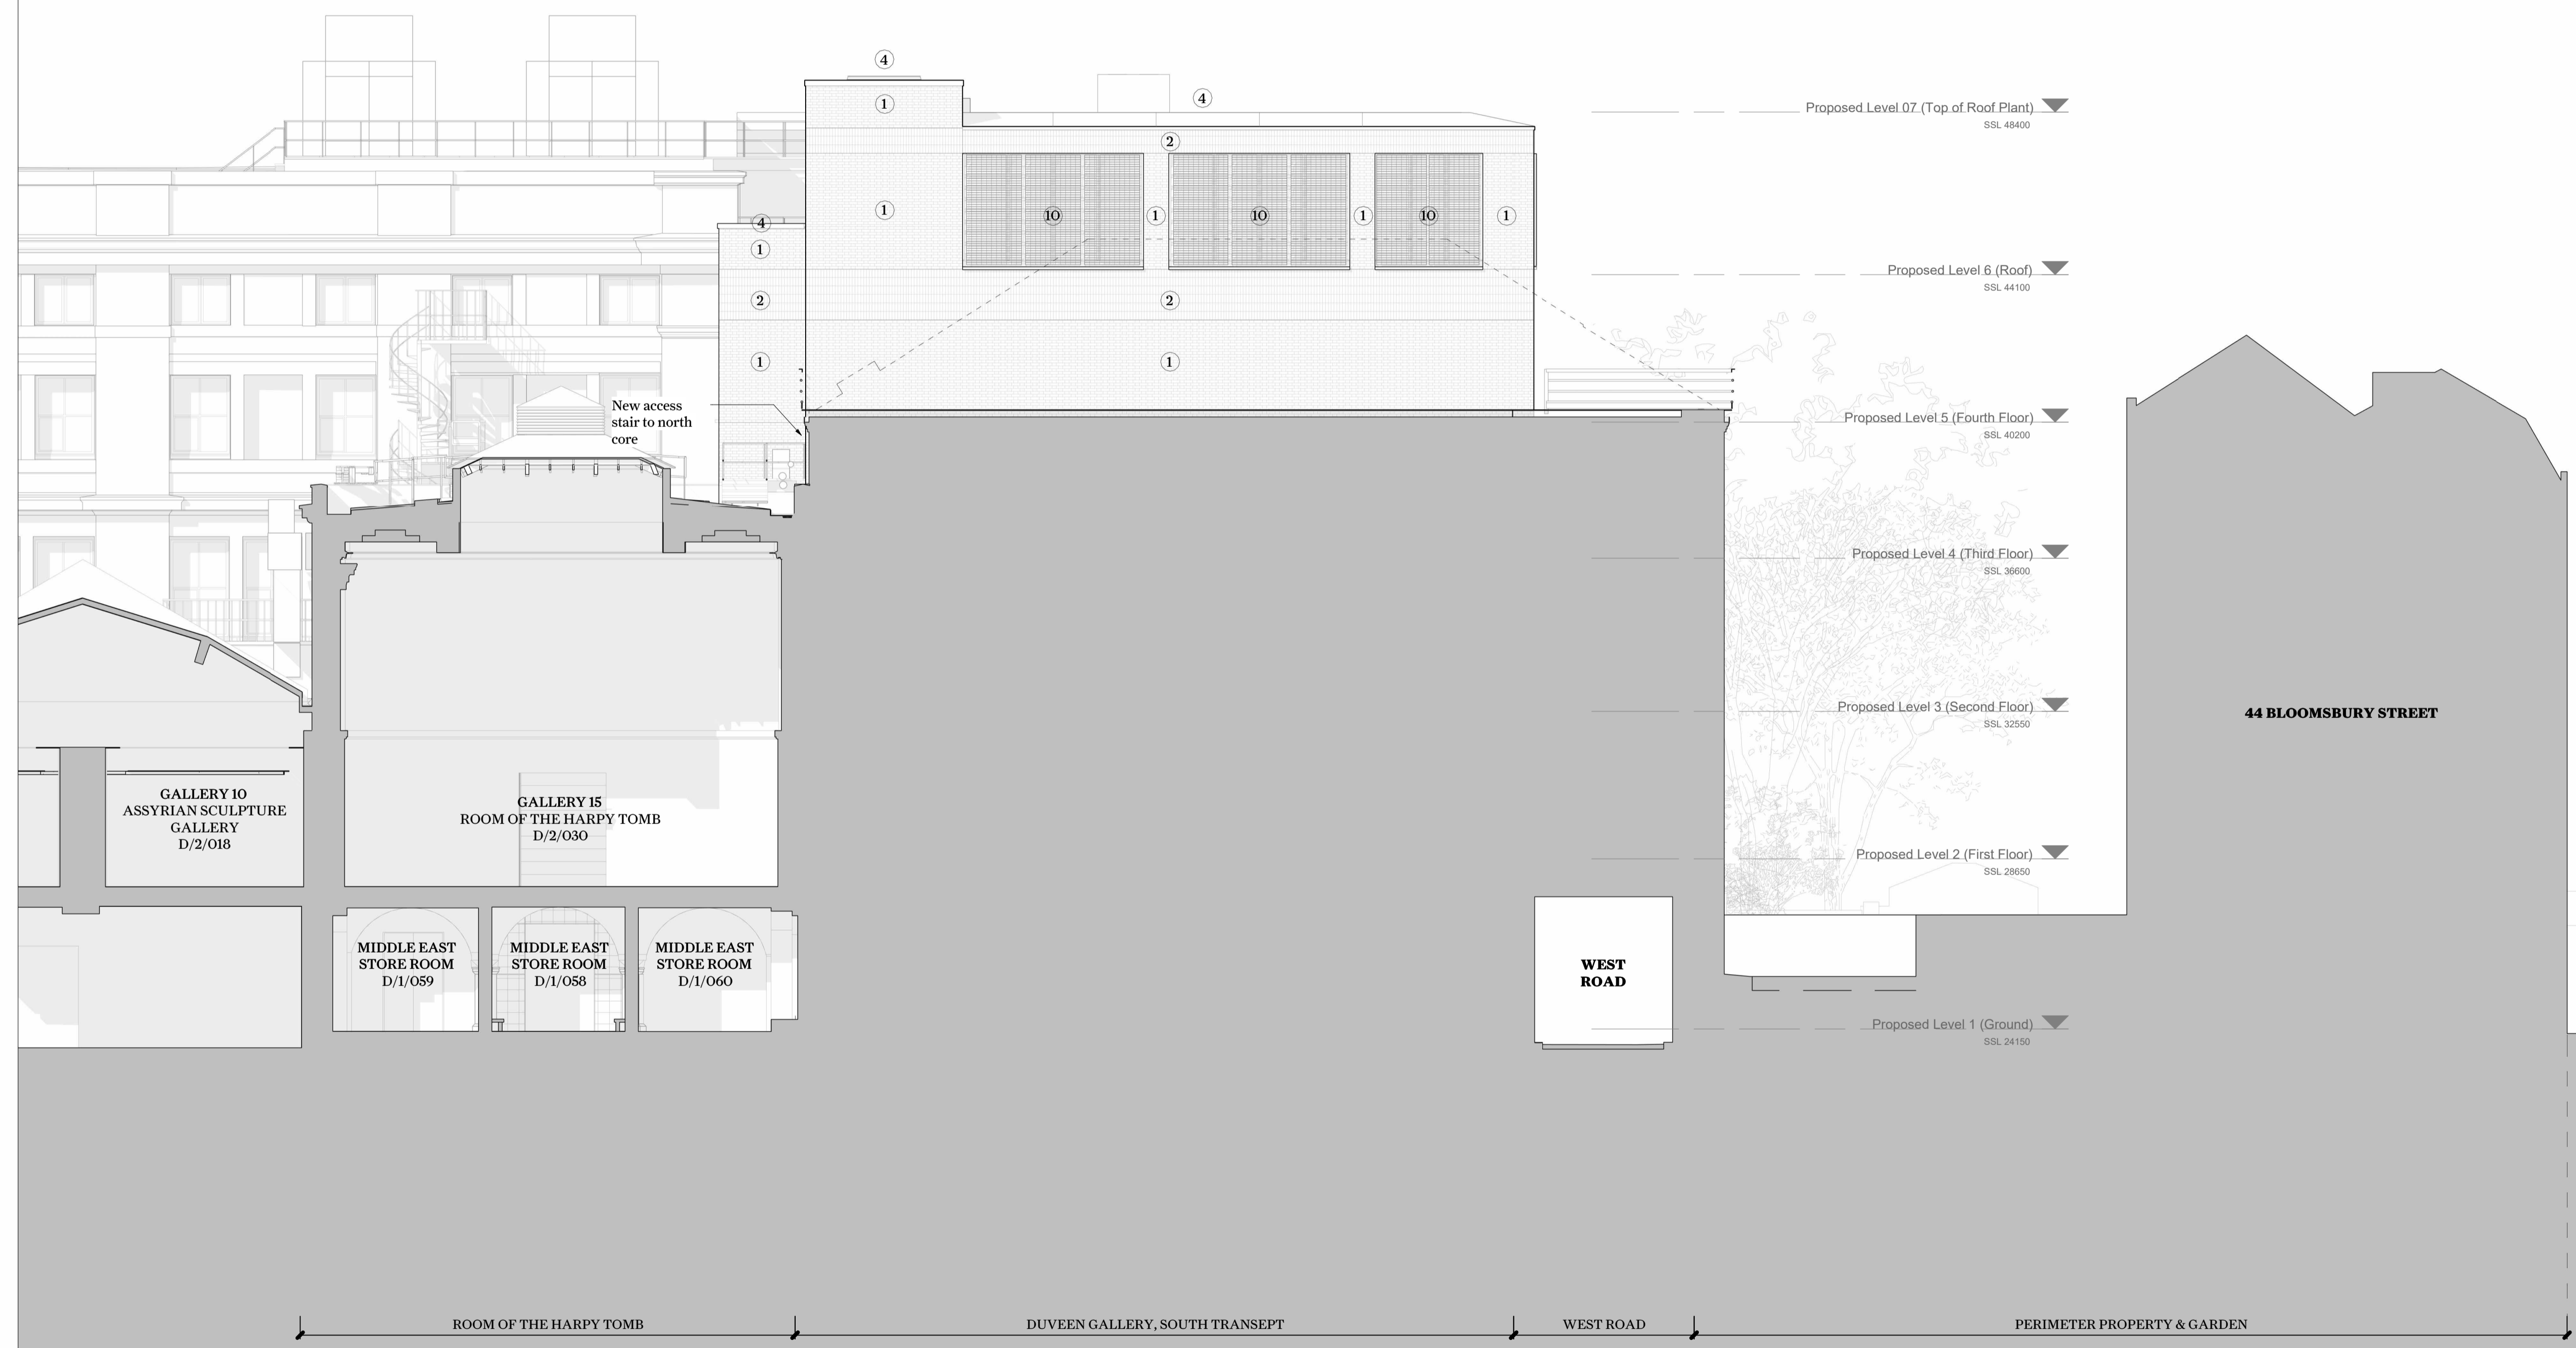 4
Proposed Level 07 (Top of Roof Plant)
SSL 48400
4
1
2
4
1
10
1
10
1
10
1
1
Proposed Level 6 (Roof)
SSL 44100
2
2
1
1
New access
stair to north
core
Proposed Level 5 (Fourth Floor)
SSL 40200
Proposed Level 4 (Third Floor)
SSL 36600
Proposed Level 3 (Second Floor)
SSL 32550
44 BLOOMSBURY STREET
GALLERY 10
ASSYRIAN SCULPTURE
GALLERY
D/2/018
GALLERY 15
ROOM OF THE HARPY TOMB
D/2/030
Proposed Level 2 (First Floor)
SSL 28650
MIDDLE EAST
STORE ROOM
D/1/059
MIDDLE EAST
STORE ROOM
D/1/058
MIDDLE EAST
STORE ROOM
D/1/060
WEST
ROAD
Proposed Level 1 (Ground)
SSL 24150
ROOM OF THE HARPY TOMB
DUVEEN GALLERY, SOUTH TRANSEPT
WEST ROAD
PERIMETER PROPERTY & GARDEN